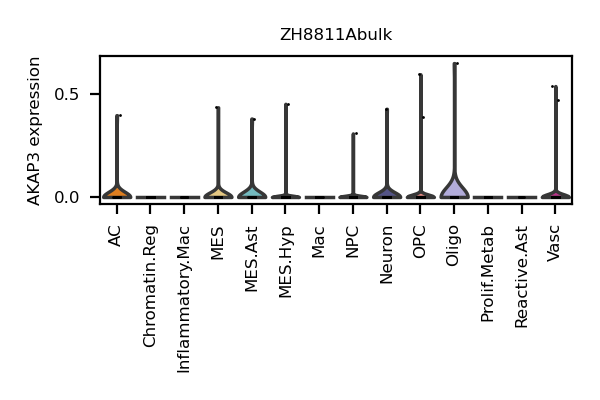 ZH8811Abulk
AKAP3 expression
0.5
0.0
AC
Chromatin.Reg
Inflammatory.Mac
MES
MES.Ast
MES.Hyp
Mac
NPC
Neuron
OPC
Oligo
Prolif.Metab
Reactive.Ast
Vasc